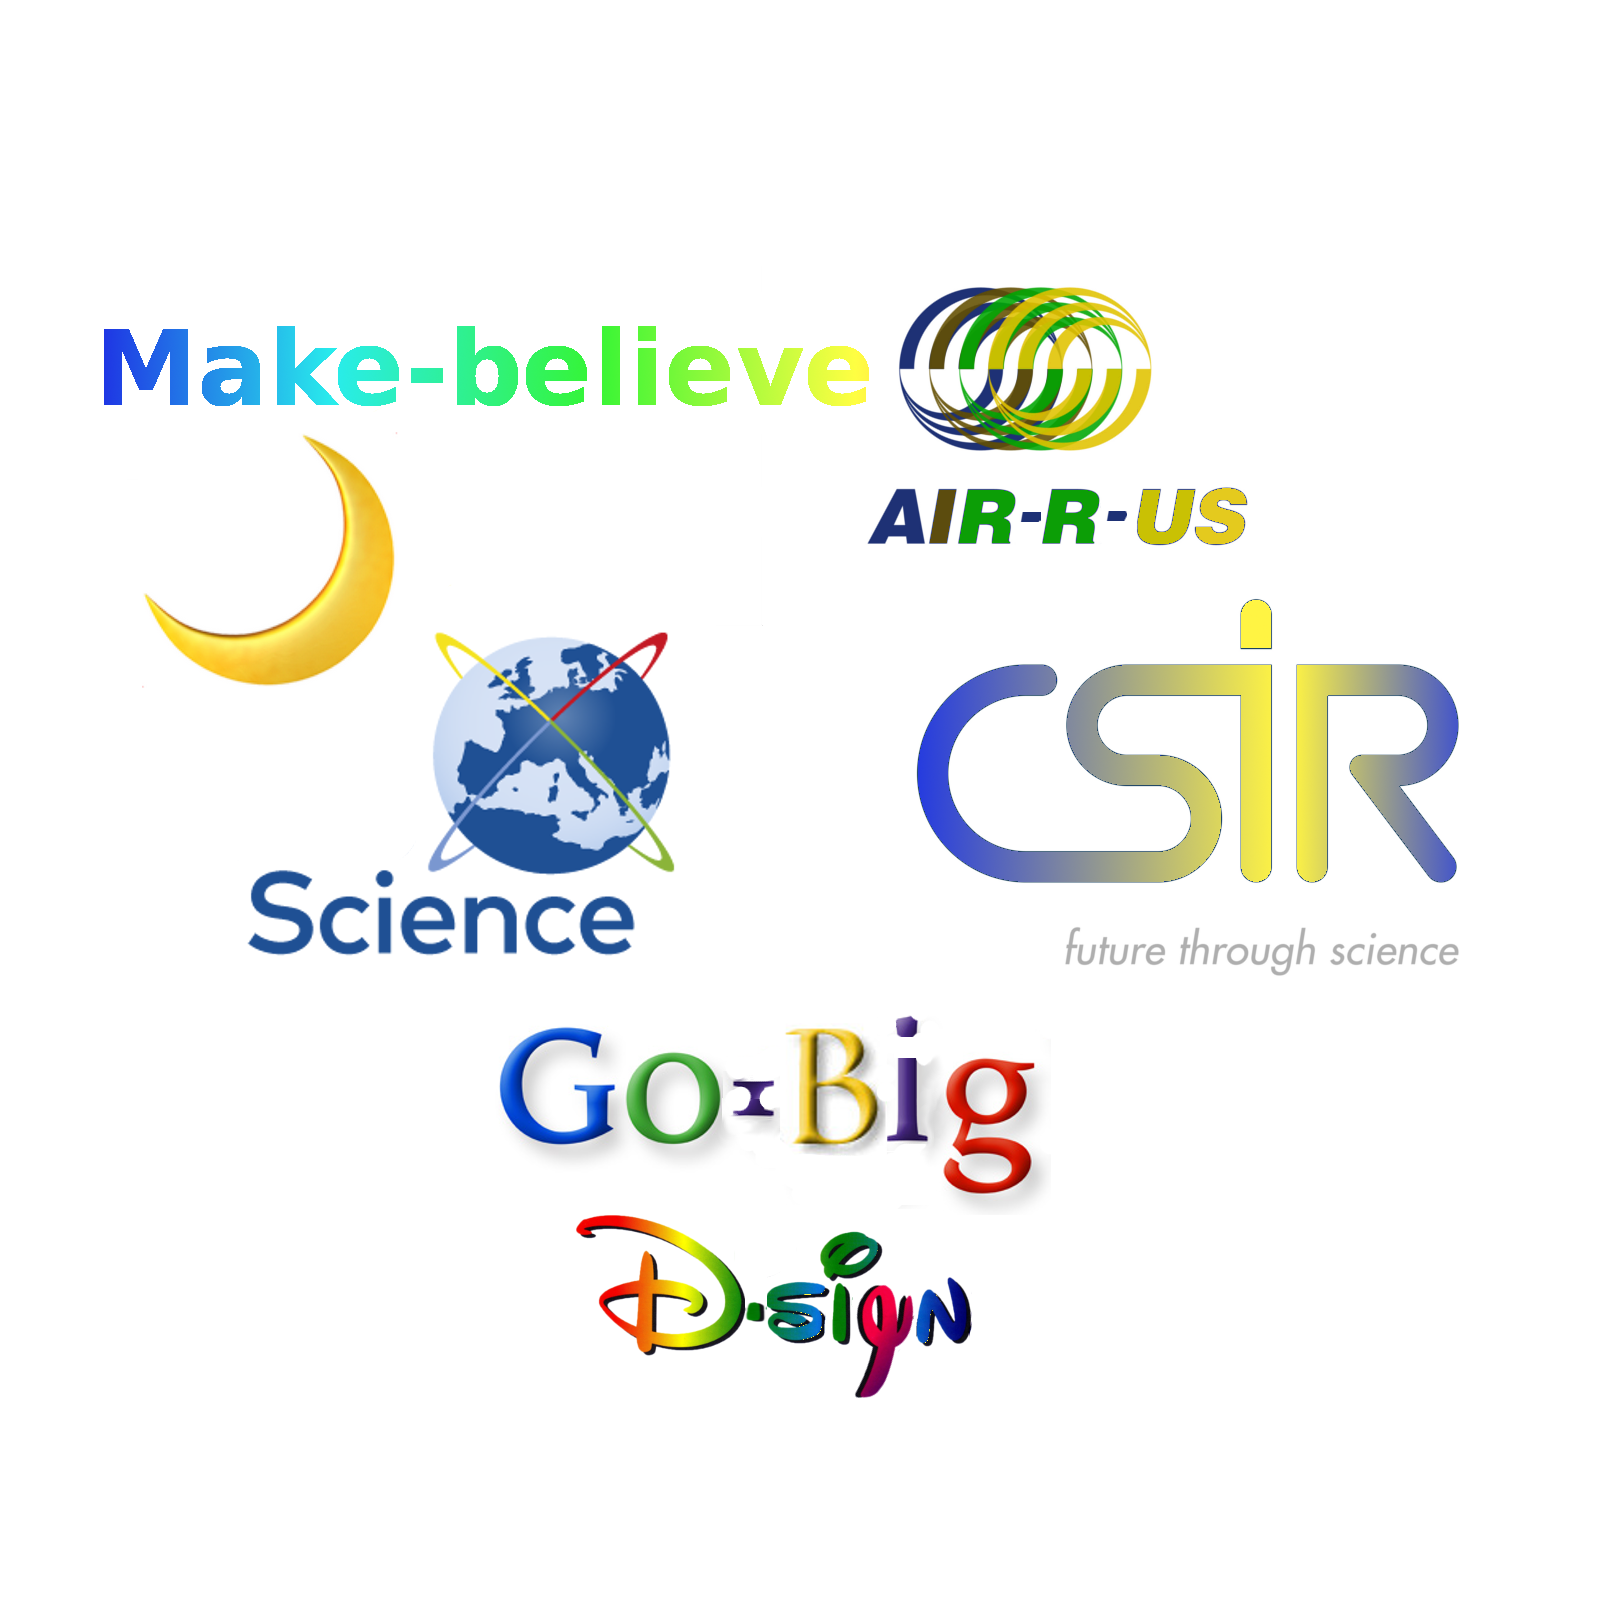 Make-believe
AIR-R-US
CSIR
future through science
Science
Go-Big
D-sign